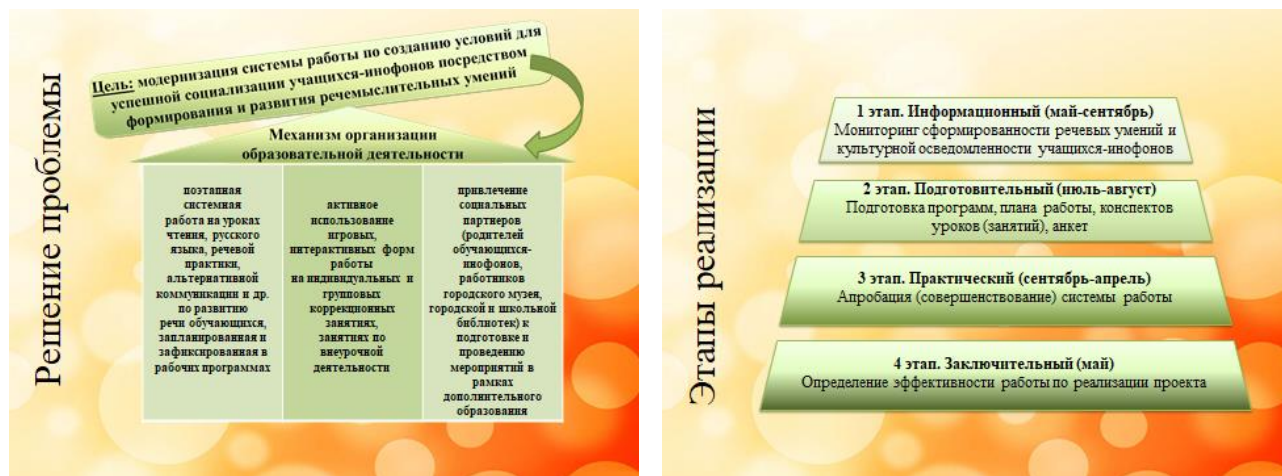 Решение проблемы
Цель: модернизация системы работы по созданию условий для
успешной социализации учащихся-инофонов посредством
формирования и развития речемыслительных умений
Механизм организации
образовательной деятельности
поэтапная
системная
работа на уроках
чтения, русского
языка, речевой
практики,
альтернативной
коммуникации и др.
по развитию
речи обучающихся,
запланированная и
зафиксированная в
рабочих программах
активное
использование
игровых,
интерактивных форм
работы
на индивидуальных и
групповых
коррекционных
занятиях,
занятиях по
внеурочной
деятельности
привлечение
социальных
партнеров
(родителей
обучающихся-
инофонов,
работников
городского музея,
городской и школьной
библиотек) к
подготовке и
проведению
мероприятий в
рамках
дополнительного
образования
Этапы реализации
1 этап. Информационный (май-сентябрь)
Мониторинг сформированности речевых умений и
культурной осведомленности учащихся-инофонов
2 этап. Подготовительный (июль-август)
Подготовка программ, плана работы, конспектов
уроков (занятий), анкет
3 этап. Практический (сентябрь-апрель)
Апробация (совершенствование) системы работы
4 этап. Заключительный (май)
Определение эффективности работы по реализации проекта